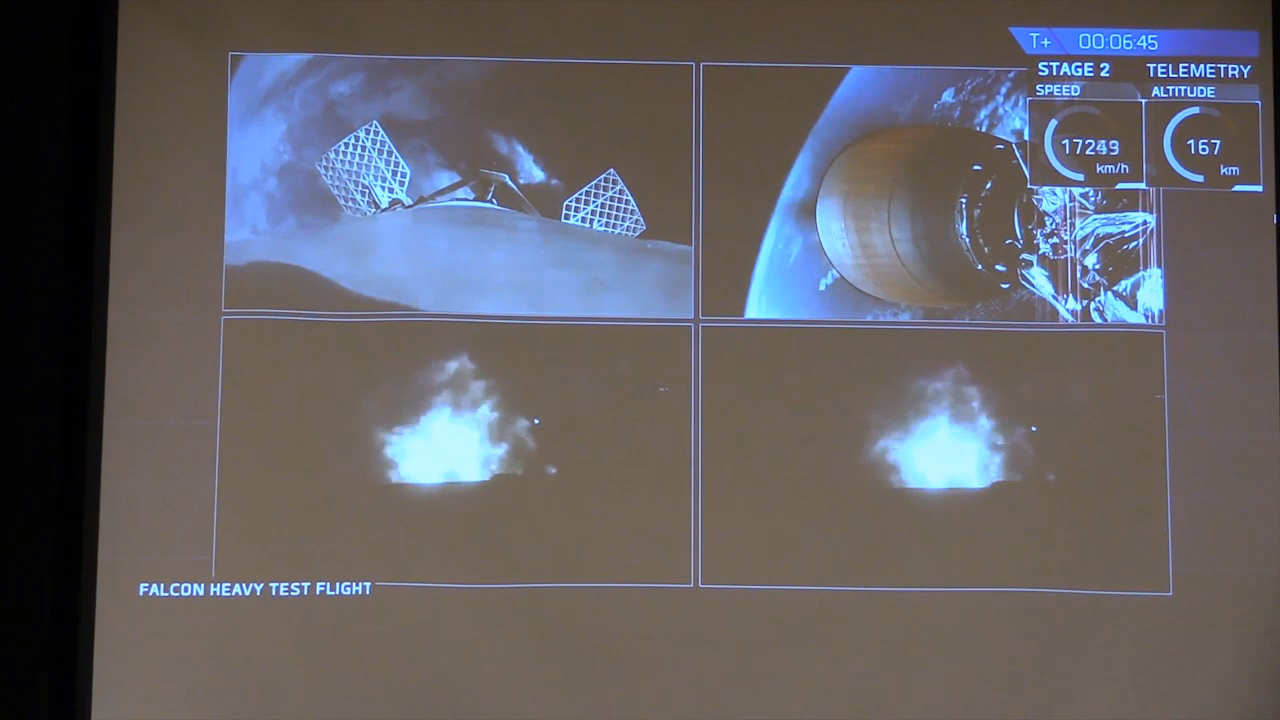 T+ 00:06:45
STAGE 2 TELEMETRY
SPEED ALTITUDE
17249 167
km/h km
FALCON HEAVY TEST FLIGHT